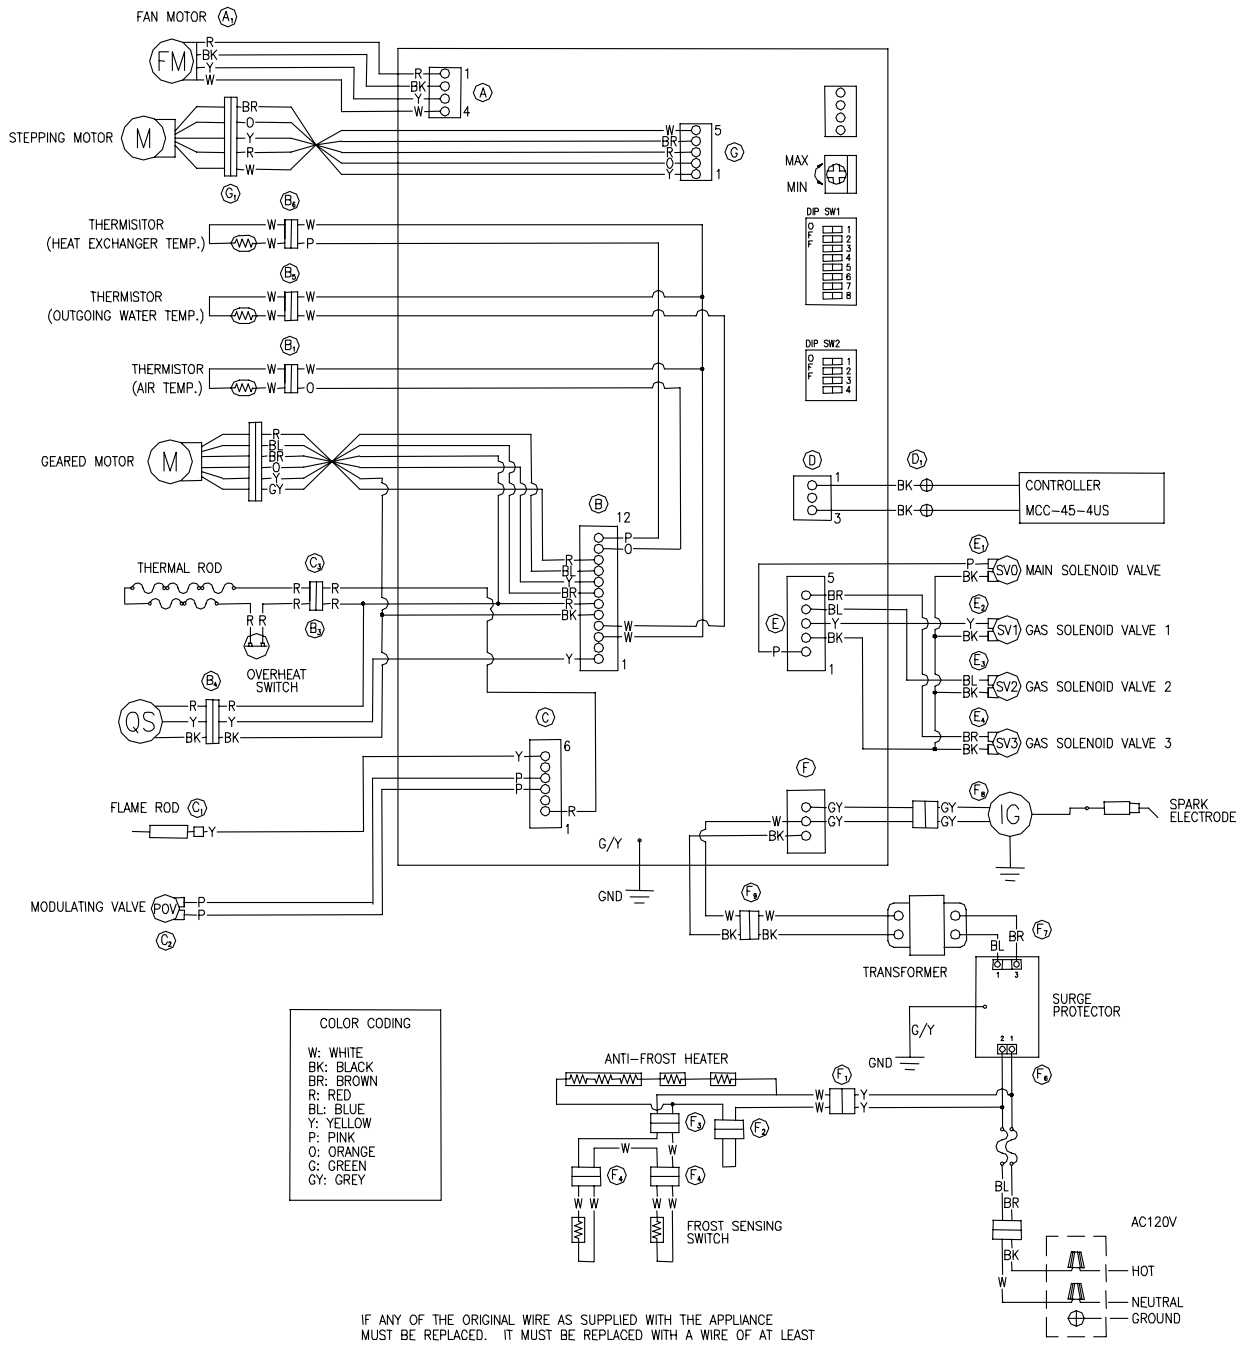 FAN MOTOR A1
FM
R
BK
Y
W
R
BK
Y
W
1
4
A
STEPPING MOTOR
M
BR
O
Y
R
W
G1
W
BR
R
O
Y
5
1
G
MAX
MIN
DIP SW1
OFF
1
2
3
4
5
6
7
8
DIP SW2
OFF
1
2
3
4
B6
THERMISITOR
(HEAT EXCHANGER TEMP.)
W W
W P
B5
THERMISTOR
(OUTGOING WATER TEMP.)
W W
W W
B1
THERMISTOR
(AIR TEMP.)
W W
W O
GEARED MOTOR
M
R
BL
BR
O
Y
GY
B
12
P
O
R
BL
Y
BR
R
BK
W
W
Y
1
D
1
3
D1
BK
BK
CONTROLLER
MCC-45-4US
E
5
BR
BL
Y
BK
P
1
E1
P
BK
SV0
MAIN SOLENOID VALVE
E2
Y
BK
SV1
GAS SOLENOID VALVE 1
E3
BL
BK
SV2
GAS SOLENOID VALVE 2
E4
BR
BK
SV3
GAS SOLENOID VALVE 3
THERMAL ROD
C3
R R
R R
B3
R R
OVERHEAT
SWITCH
B4
QS
R R
Y Y
BK BK
C
6
Y
P
P
R
1
FLAME ROD C1
Y
MODULATING VALVE
POV
P
P
C2
G/Y
GND
F
W
BK
GY
GY
F8
GY
GY
IG
SPARK
ELECTRODE
F9
W W
BK BK
TRANSFORMER
BL
BR
F7
1 3
SURGE
PROTECTOR
G/Y
GND
2 1
F6
COLOR CODING
W: WHITE
BK: BLACK
BR: BROWN
R: RED
BL: BLUE
Y: YELLOW
P: PINK
O: ORANGE
G: GREEN
GY: GREY
ANTI-FROST HEATER
F1
W Y
W Y
F3
F2
W
W
F4
F4
W W
W W
FROST SENSING
SWITCH
BL
BR
BK
W
AC120V
HOT
NEUTRAL
GROUND
IF ANY OF THE ORIGINAL WIRE AS SUPPLIED WITH THE APPLIANCE
MUST BE REPLACED. IT MUST BE REPLACED WITH A WIRE OF AT LEAST